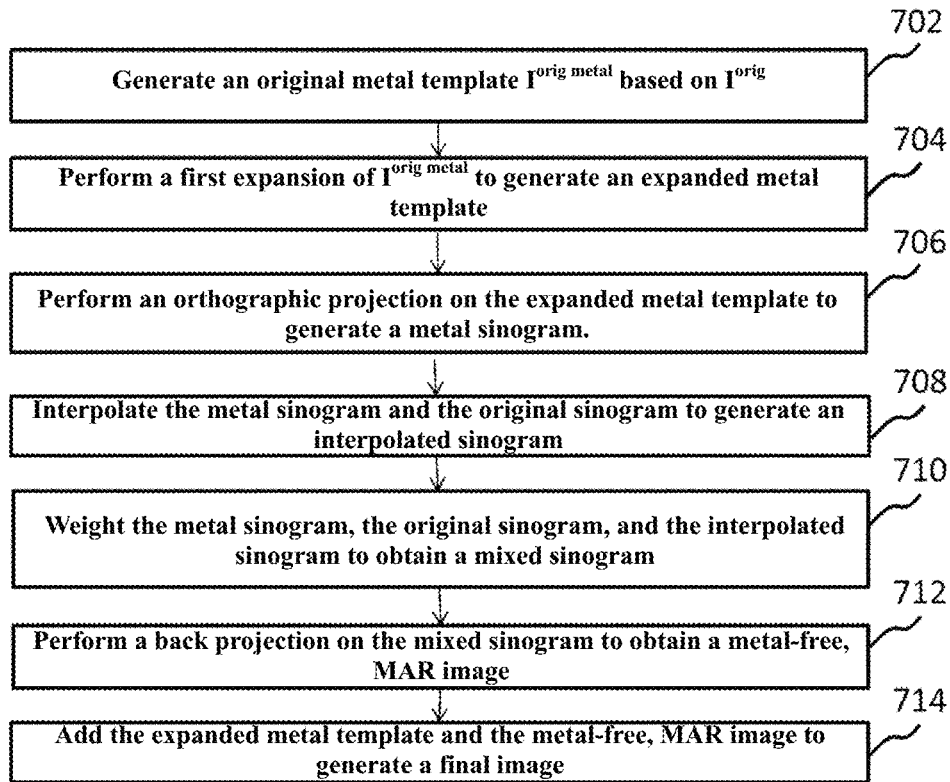 702
Generate an original metal template I^orig metal based on I^orig
704
Perform a first expansion of I^orig metal to generate an expanded metal
template
706
Perform an orthographic projection on the expanded metal template to
generate a metal sinogram.
708
Interpolate the metal sinogram and the original sinogram to generate an
interpolated sinogram
710
Weight the metal sinogram, the original sinogram, and the interpolated
sinogram to obtain a mixed sinogram
712
Perform a back projection on the mixed sinogram to obtain a metal-free,
MAR image
714
Add the expanded metal template and the metal-free, MAR image to
generate a final image